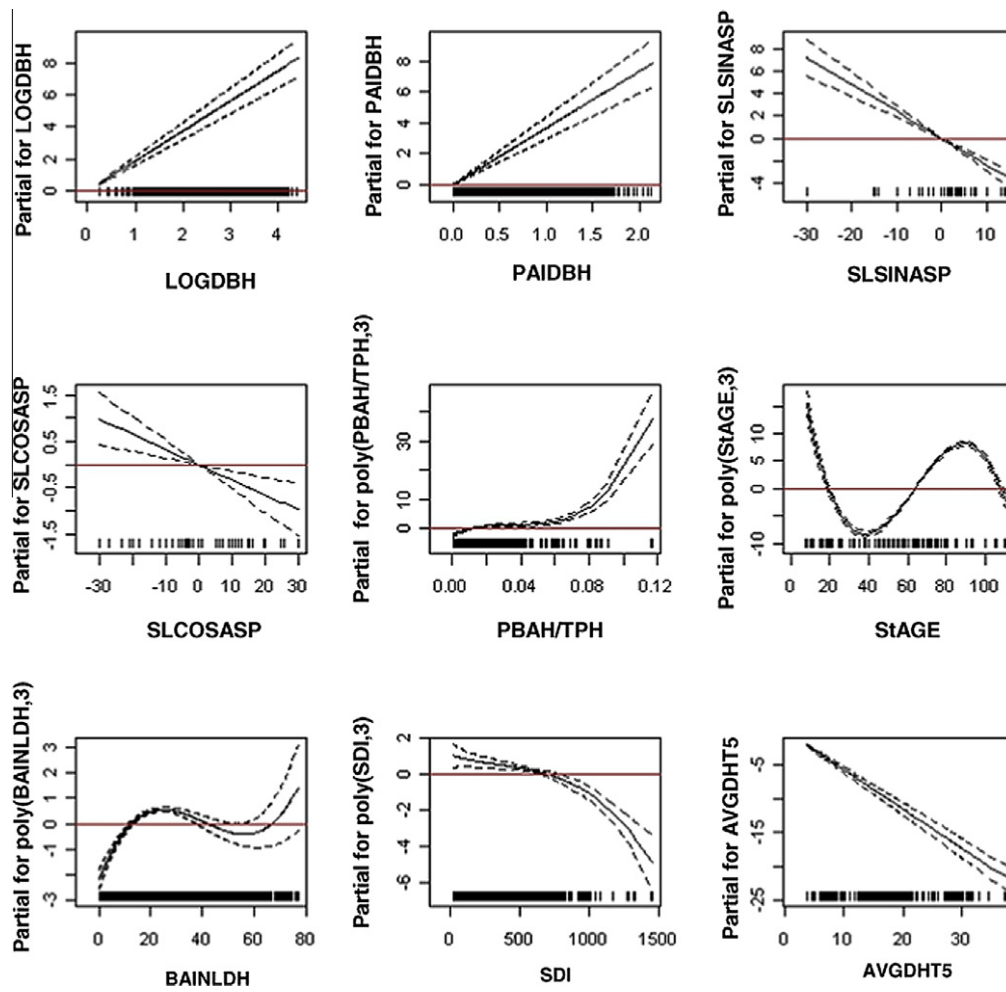 Partial for LOGDBH
8
6
4
2
0
0 1 2 3 4
LOGDBH
Partial for PAIDBH
8
6
4
2
0
0.0 0.5 1.0 1.5 2.0
PAIDBH
Partial for SLSINASP
8
6
4
2
0
-4
-30 -20 -10 0 10
SLSINASP
Partial for SLCOSASP
1.5
0.5
-0.5
-1.5
-30 -10 0 10 20 30
SLCOSASP
Partial for poly(PBAH/TPH,3)
30
10
0
0.00 0.04 0.08 0.12
PBAH/TPH
Partial for poly(StAGE,3)
10
5
0
-10
0 20 40 60 80 100
StAGE
Partial for poly(BAINLDH,3)
3
2
1
0
-1
-3
0 20 40 60 80
BAINLDH
Partial for poly(SDI,3)
2
0
-2
-4
-6
0 500 1000 1500
SDI
Partial for AVGDHT5
-5
-15
-25
0 10 20 30
AVGDHT5